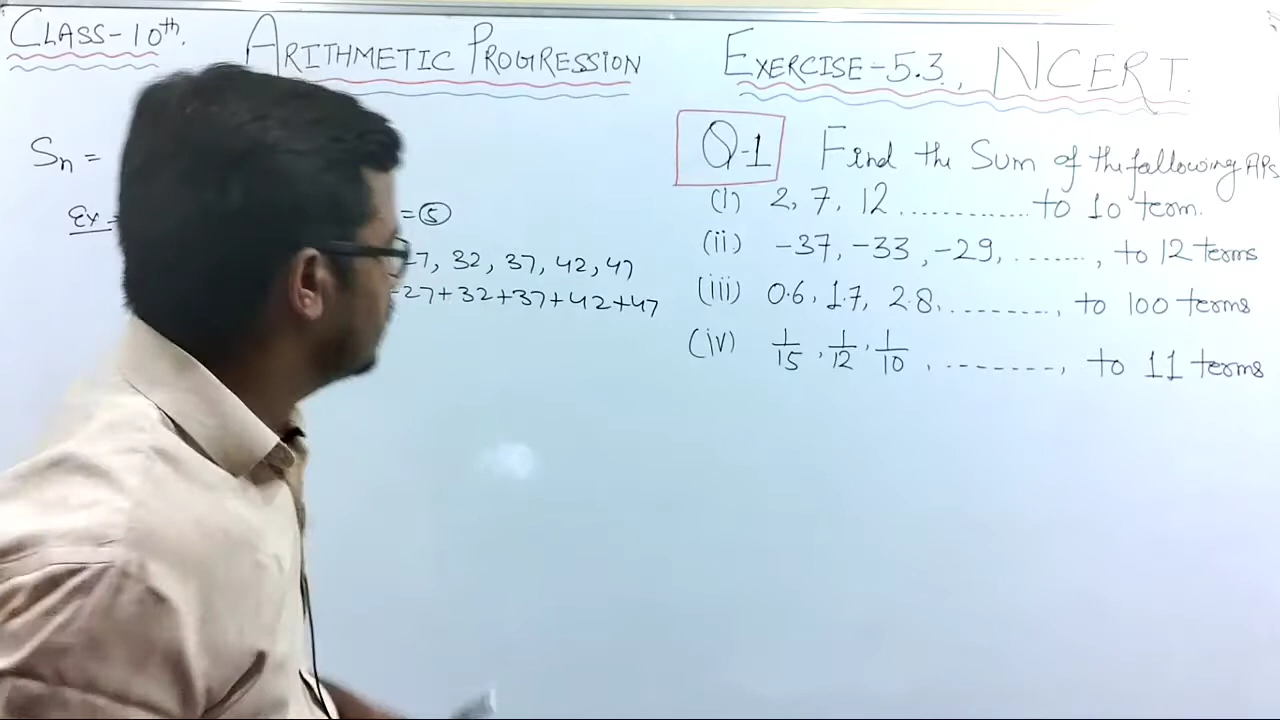 CLASS-10th.
ARITHMETIC PROGRESSION
EXERCISE-5.3., NCERT.
Sn =
Ex = = 5
27, 32, 37, 42, 47
27+32+37+42+47
Q-1 Find the Sum of the following APs
(i) 2, 7, 12.............. to 10 term.
(ii) -37, -33, -29, ........, to 12 terms
(iii) 0.6, 1.7, 2.8, ........., to 100 terms
(iv) 1/15, 1/12, 1/10, ........, to 11 terms